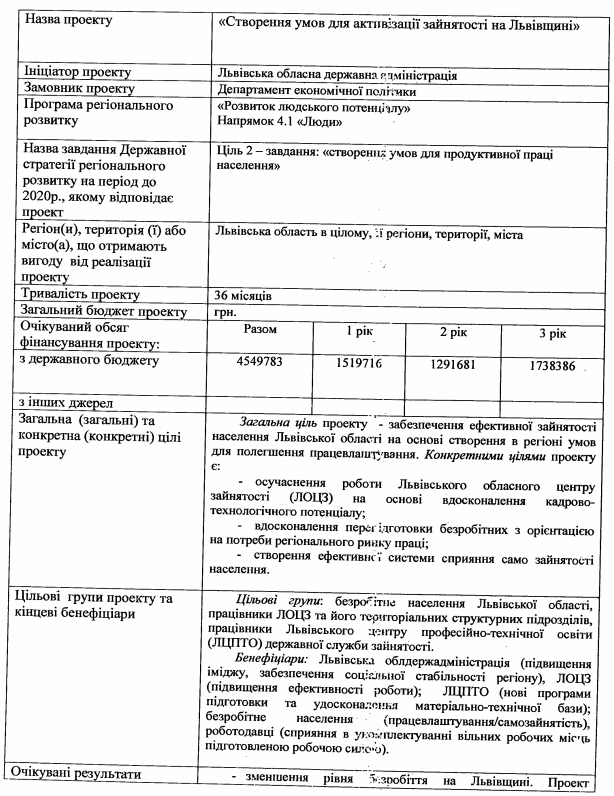 Назва проекту
«Створення умов для активізації зайнятості на Львівщині»
Ініціатор проекту
Львівська обласна державна адміністрація
Замовник проекту
Департамент економічної політики
Програма регіонального
розвитку
«Розвиток людського потенціалу»
Напрямок 4.1 «Люди»
Назва завдання Державної
стратегії регіонального
розвитку на період до
2020р., якому відповідає
проект
Ціль 2 – завдання: «створення умов для продуктивної праці
населення»
Регіон(и), територія (ї) або
місто(а), що отримають
вигоду від реалізації
проекту
Львівська область в цілому, її регіони, території, міста
Тривалість проекту
36 місяців
Загальний бюджет проекту
грн.
Очікуваний обсяг
фінансування проекту:
Разом
1 рік
2 рік
3 рік
з державного бюджету
4549783
1519716
1291681
1738386
з інших джерел
Загальна (загальні) та
конкретна (конкретні) цілі
проекту
Загальна ціль проекту - забезпечення ефективної зайнятості
населення Львівської області на основі створення в регіоні умов
для полегшення працевлаштування. Конкретними цілями проекту
є:
- осучаснення роботи Львівського обласного центру
зайнятості (ЛОЦЗ) на основі вдосконалення кадрово-
технологічного потенціалу;
- вдосконалення перепідготовки безробітних з орієнтацією
на потреби регіонального ринку праці;
- створення ефективної системи сприяння само зайнятості
населення.
Цільові групи проекту та
кінцеві бенефіціари
Цільові групи: безробітне населення Львівської області,
працівники ЛОЦЗ та його територіальних структурних підрозділів,
працівники Львівського центру професійно-технічної освіти
(ЛЦПТО) державної служби зайнятості.
Бенефіціари: Львівська облдержадміністрація (підвищення
іміджу, забезпечення соціальної стабільності регіону), ЛОЦЗ
(підвищення ефективності роботи); ЛЦПТО (нові програми
підготовки та удосконалення матеріально-технічної бази);
безробітне населення (працевлаштування/самозайнятість),
роботодавці (сприяння в укомплектуванні вільних робочих місць
підготовленою робочою силою).
Очікувані результати
- зменшення рівня безробіття на Львівщині. Проект